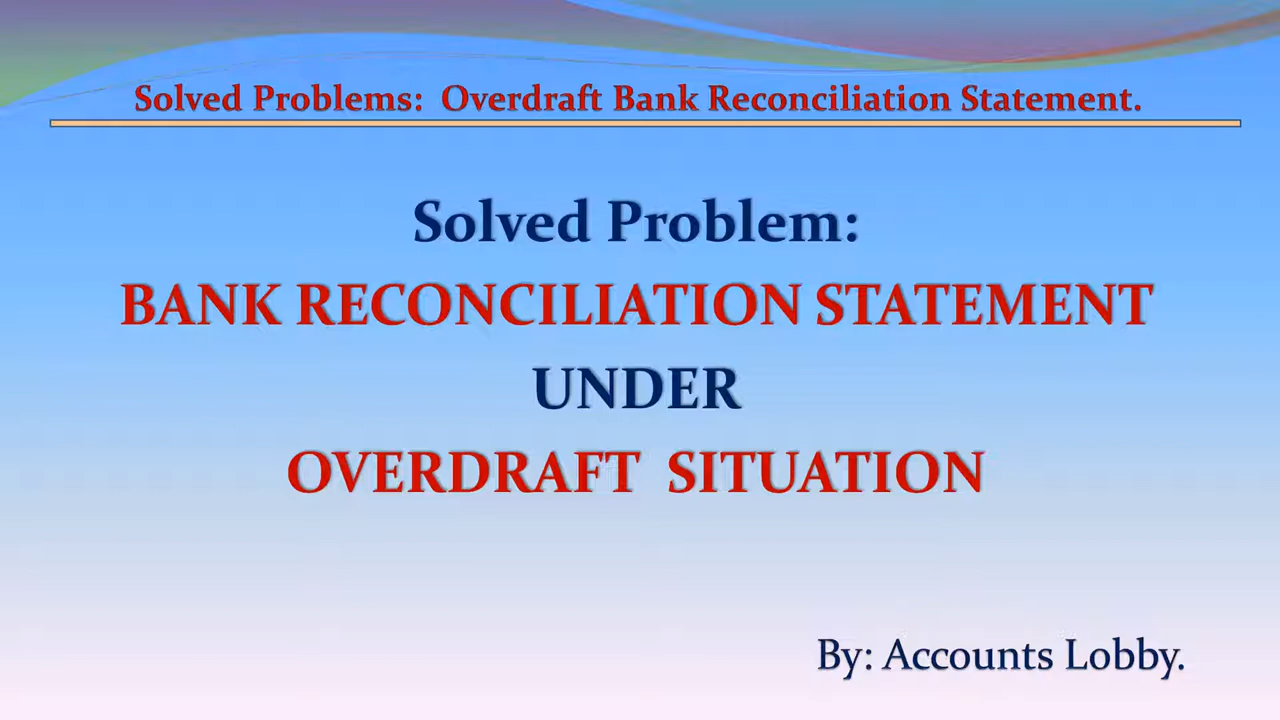 Solved Problems: Overdraft Bank Reconciliation Statement.
Solved Problem:
BANK RECONCILIATION STATEMENT
UNDER
OVERDRAFT SITUATION
By: Accounts Lobby.